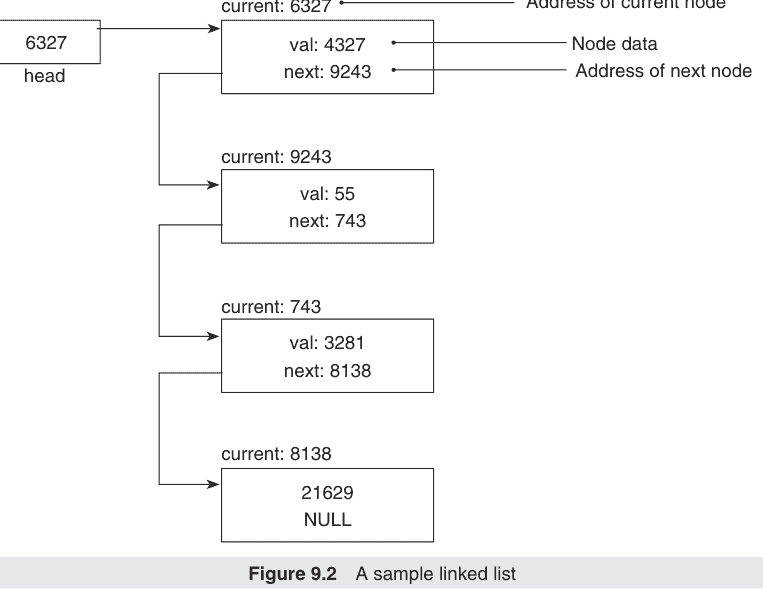 current: 6327 Address of current node
6327
head
val: 4327 Node data
next: 9243 Address of next node
current: 9243
val: 55
next: 743
current: 743
val: 3281
next: 8138
current: 8138
21629
NULL
Figure 9.2 A sample linked list